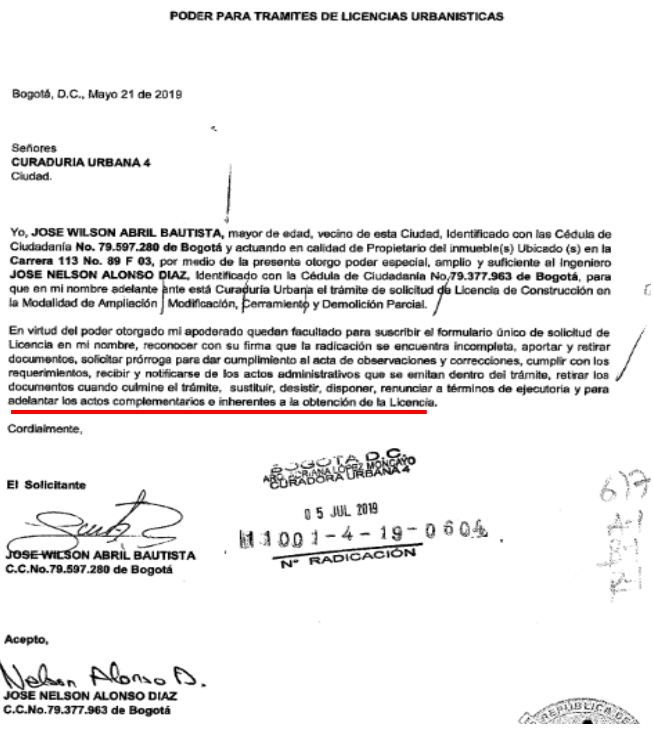 PODER PARA TRAMITES DE LICENCIAS URBANISTICAS
Bogotá, D.C., Mayo 21 de 2019
Señores
CURADURIA URBANA 4
Ciudad.
Yo, JOSE WILSON ABRIL BAUTISTA, mayor de edad, vecino de esta Ciudad, Identificado con las Cédula de
Ciudadanía No. 79.597.280 de Bogotá y actuando en calidad de Propietario del inmueble(s) Ubicado (s) en la
Carrera 113 No. 89 F 03, por medio de la presente otorgo poder especial, amplio y suficiente al Ingeniero
JOSE NELSON ALONSO DIAZ, Identificado con la Cédula de Ciudadanía No,79.377.963 de Bogotá, para
que en mi nombre adelante ante está Curaduría Urbana el trámite de solicitud de Licencia de Construcción en
la Modalidad de Ampliación, Modificación, Cerramiento y Demolición Parcial.
En virtud del poder otorgado mi apoderado quedan facultado para suscribir el formulario único de solicitud de
Licencia en mi nombre, reconocer con su firma que la radicación se encuentra incompleta, aportar y retirar
documentos, solicitar prórroga para dar cumplimiento al acta de observaciones y correcciones, cumplir con los
requerimientos, recibir y notificarse de los actos administrativos que se emitan dentro del trámite, retirar los
documentos cuando culmine el trámite, sustituir, desistir, disponer, renunciar a términos de ejecutoria y para
adelantar los actos complementarios e inherentes a la obtención de la Licencia.
Cordialmente,
BOGOTA D.C.
ARQ. ADRIANA LÓPEZ MONCAYO
CURADORA URBANA 4
El Solicitante
05 JUL 2019
11001-4-19-0604
N° RADICACIÓN
JOSE WILSON ABRIL BAUTISTA
C.C.No.79.597.280 de Bogotá
Acepto,
Nelson Alonso D.
JOSE NELSON ALONSO DIAZ
C.C.No.79.377.963 de Bogotá
REPUBLICA DE